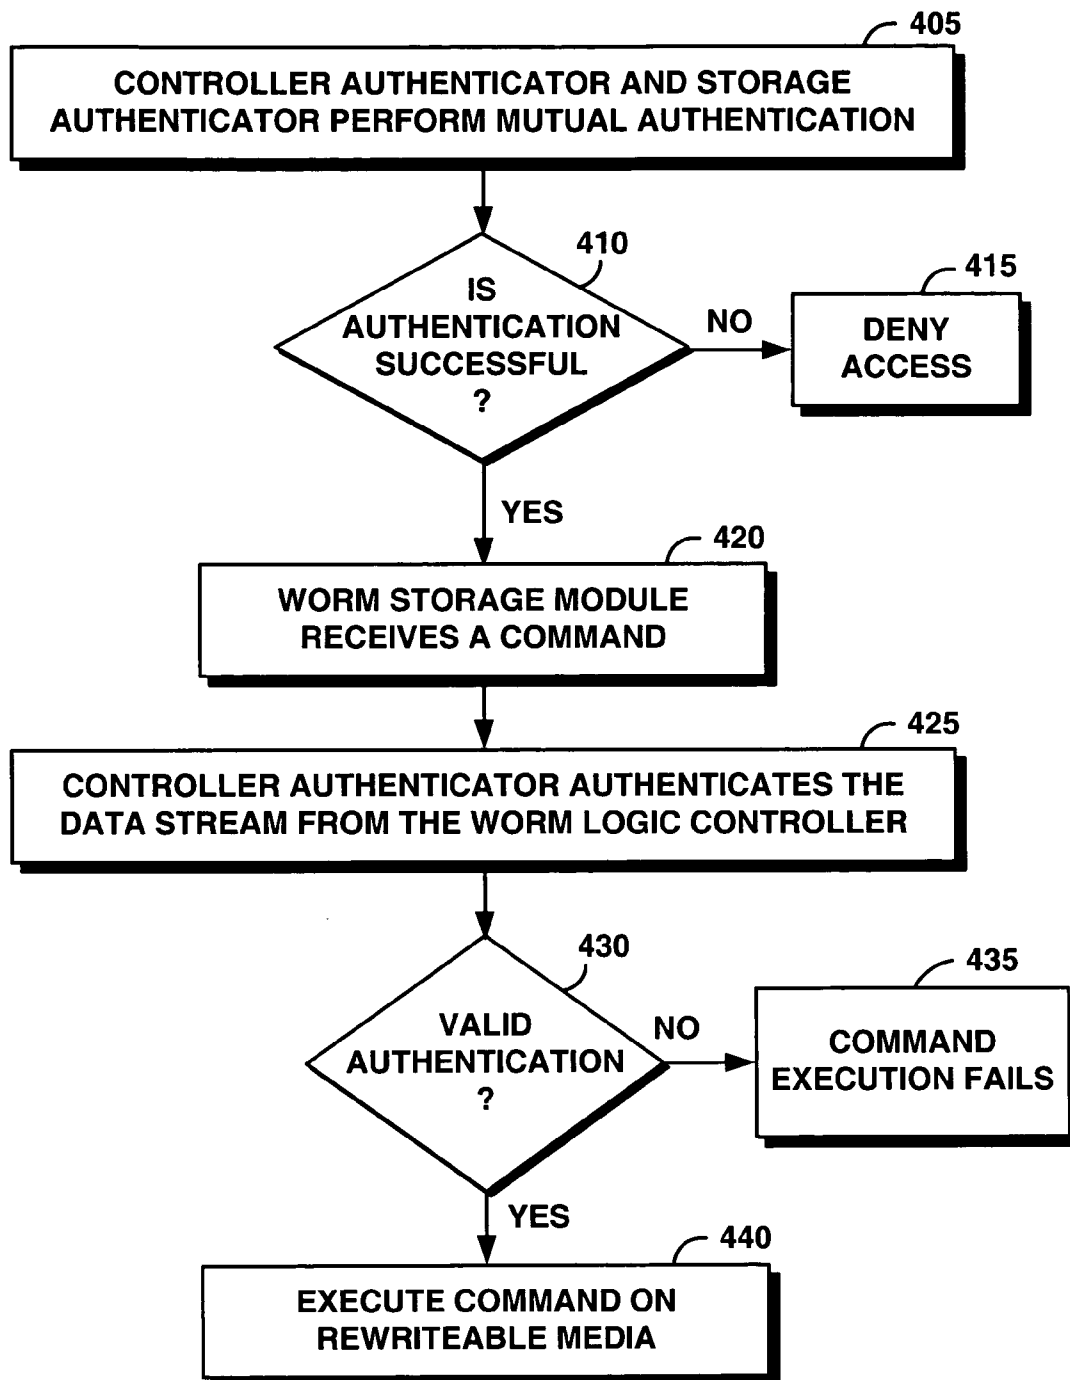 405
CONTROLLER AUTHENTICATOR AND STORAGE
AUTHENTICATOR PERFORM MUTUAL AUTHENTICATION
410
IS
AUTHENTICATION
SUCCESSFUL
?
NO
415
DENY
ACCESS
YES
420
WORM STORAGE MODULE
RECEIVES A COMMAND
425
CONTROLLER AUTHENTICATOR AUTHENTICATES THE
DATA STREAM FROM THE WORM LOGIC CONTROLLER
430
VALID
AUTHENTICATION
?
NO
435
COMMAND
EXECUTION FAILS
YES
440
EXECUTE COMMAND ON
REWRITEABLE MEDIA